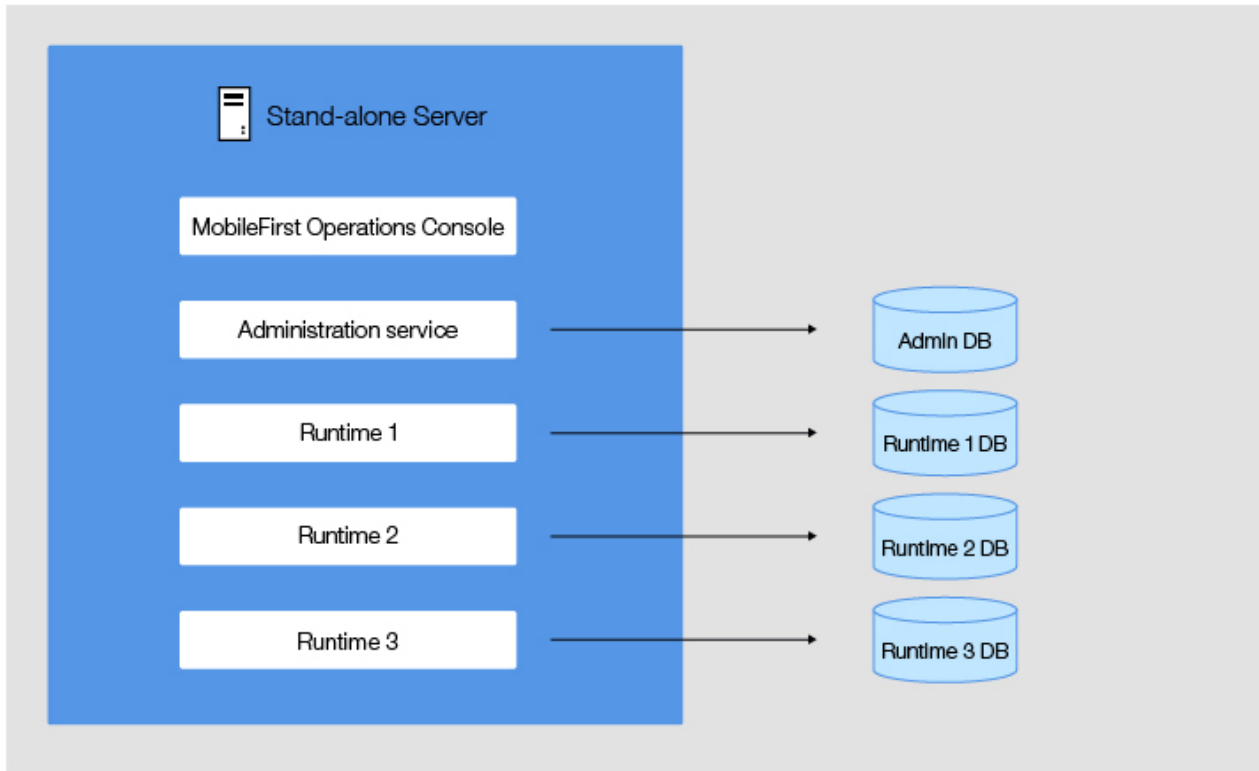 Stand-alone Server
MobileFirst Operations Console
Administration service
Admin DB
Runtime 1
Runtime 1 DB
Runtime 2
Runtime 2 DB
Runtime 3
Runtime 3 DB